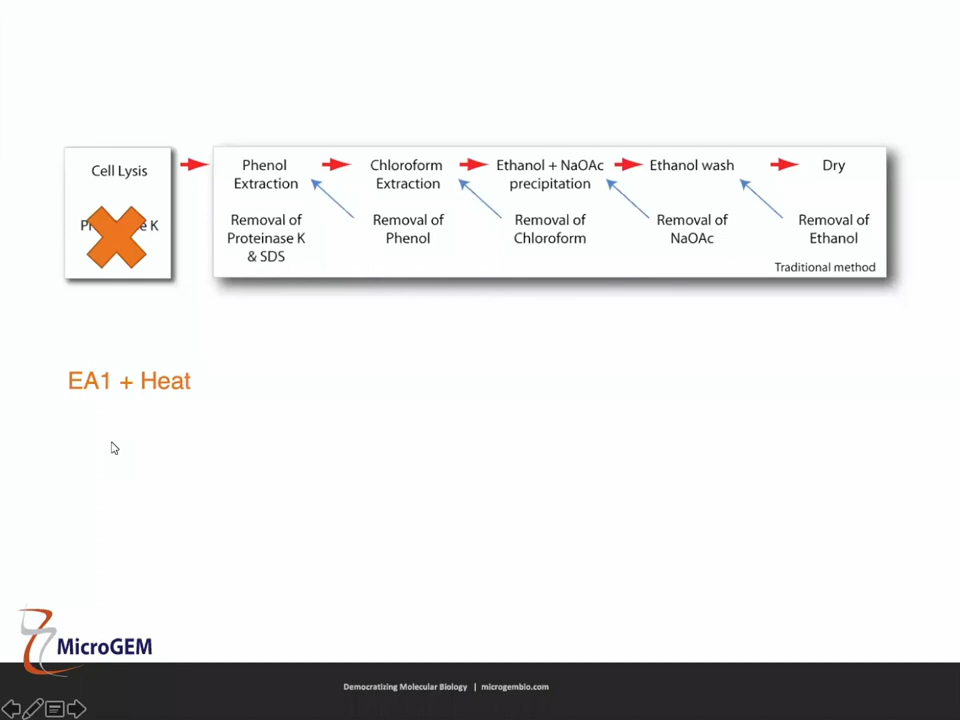 Cell Lysis
Phenol
Extraction
Chloroform
Extraction
Ethanol + NaOAc
precipitation
Ethanol wash
Dry
K
Removal of
Proteinase K
& SDS
Removal of
Phenol
Removal of
Chloroform
Removal of
NaOAc
Removal of
Ethanol
Traditional method
EA1 + Heat
MicroGEM
Democratizing Molecular Biology | microgembio.com